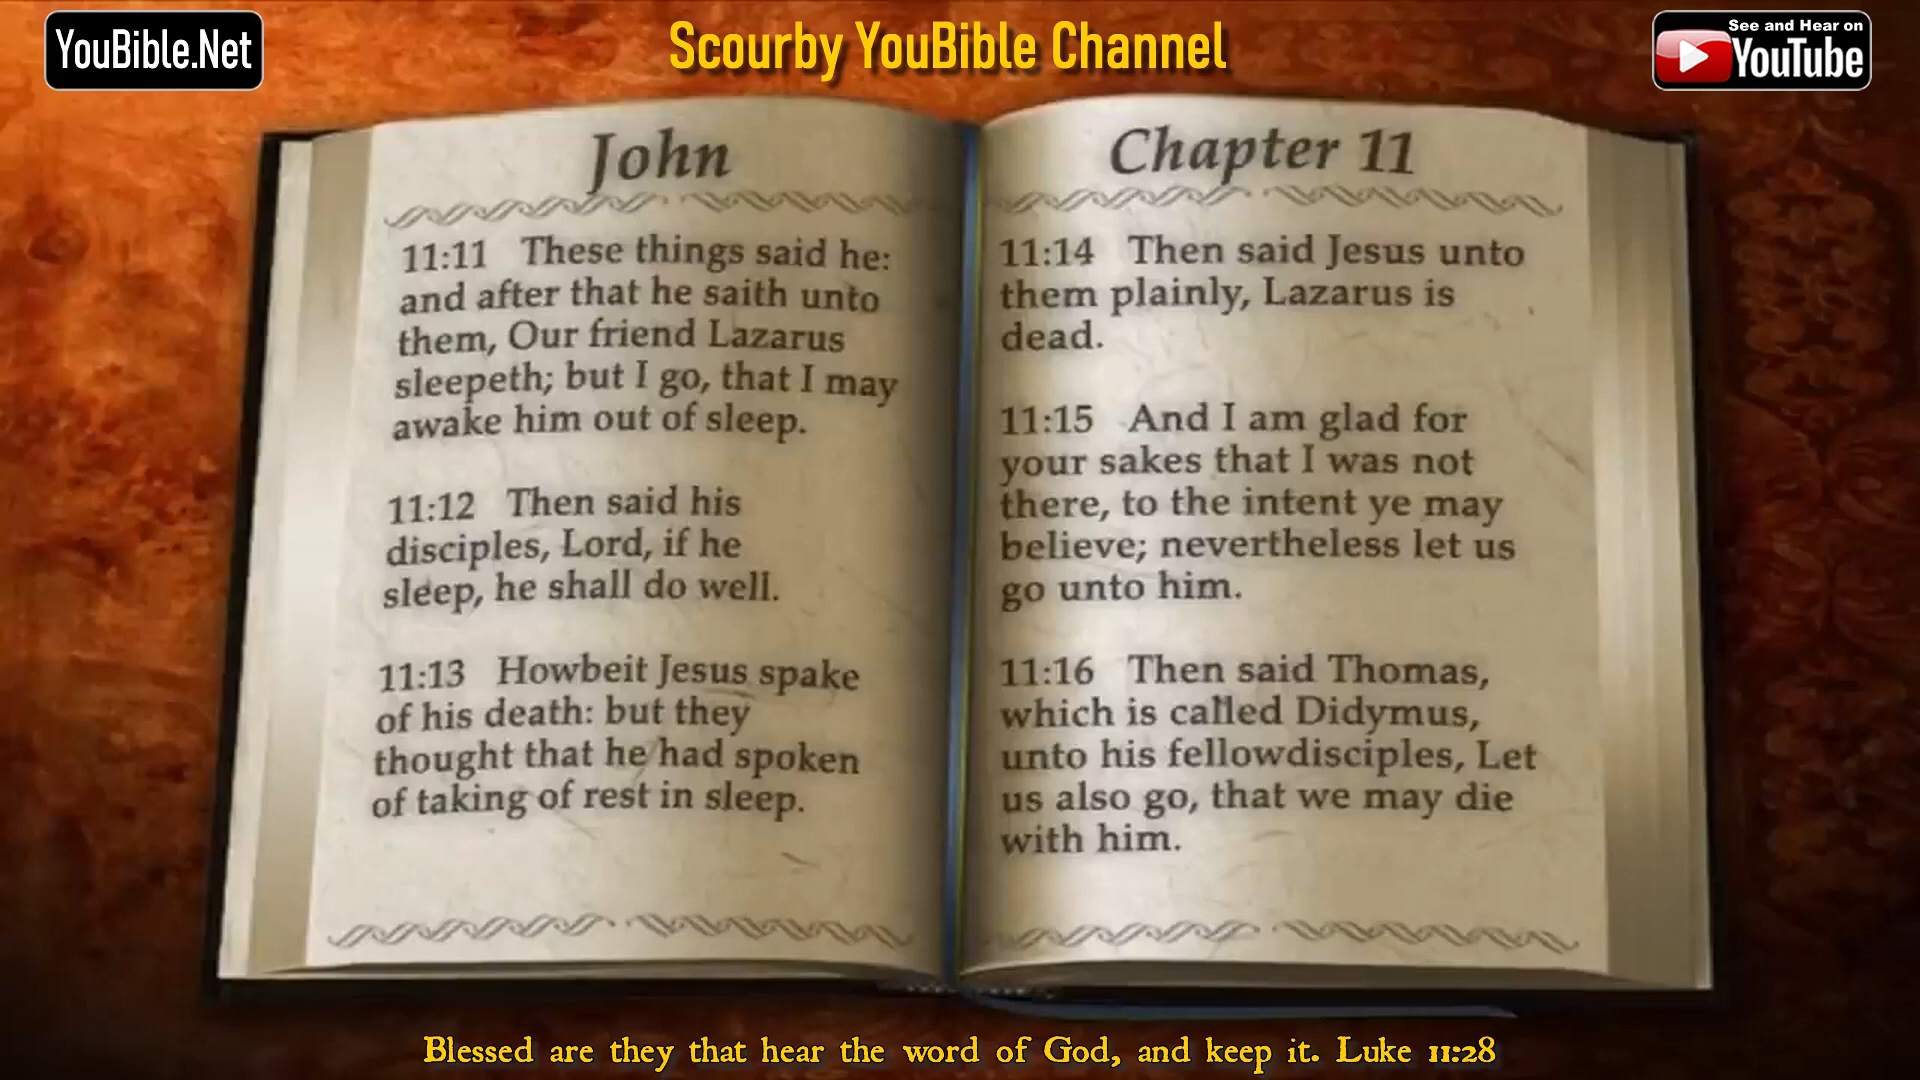 YouBible.Net
Scourby YouBible Channel
See and Hear on
YouTube
John
11:11 These things said he:
and after that he saith unto
them, Our friend Lazarus
sleepeth; but I go, that I may
awake him out of sleep.
11:12 Then said his
disciples, Lord, if he
sleep, he shall do well.
11:13 Howbeit Jesus spake
of his death: but they
thought that he had spoken
of taking of rest in sleep.
Chapter 11
11:14 Then said Jesus unto
them plainly, Lazarus is
dead.
11:15 And I am glad for
your sakes that I was not
there, to the intent ye may
believe; nevertheless let us
go unto him.
11:16 Then said Thomas,
which is called Didymus,
unto his fellowdisciples, Let
us also go, that we may die
with him.
Blessed are they that hear the word of God, and keep it. Luke 11:28